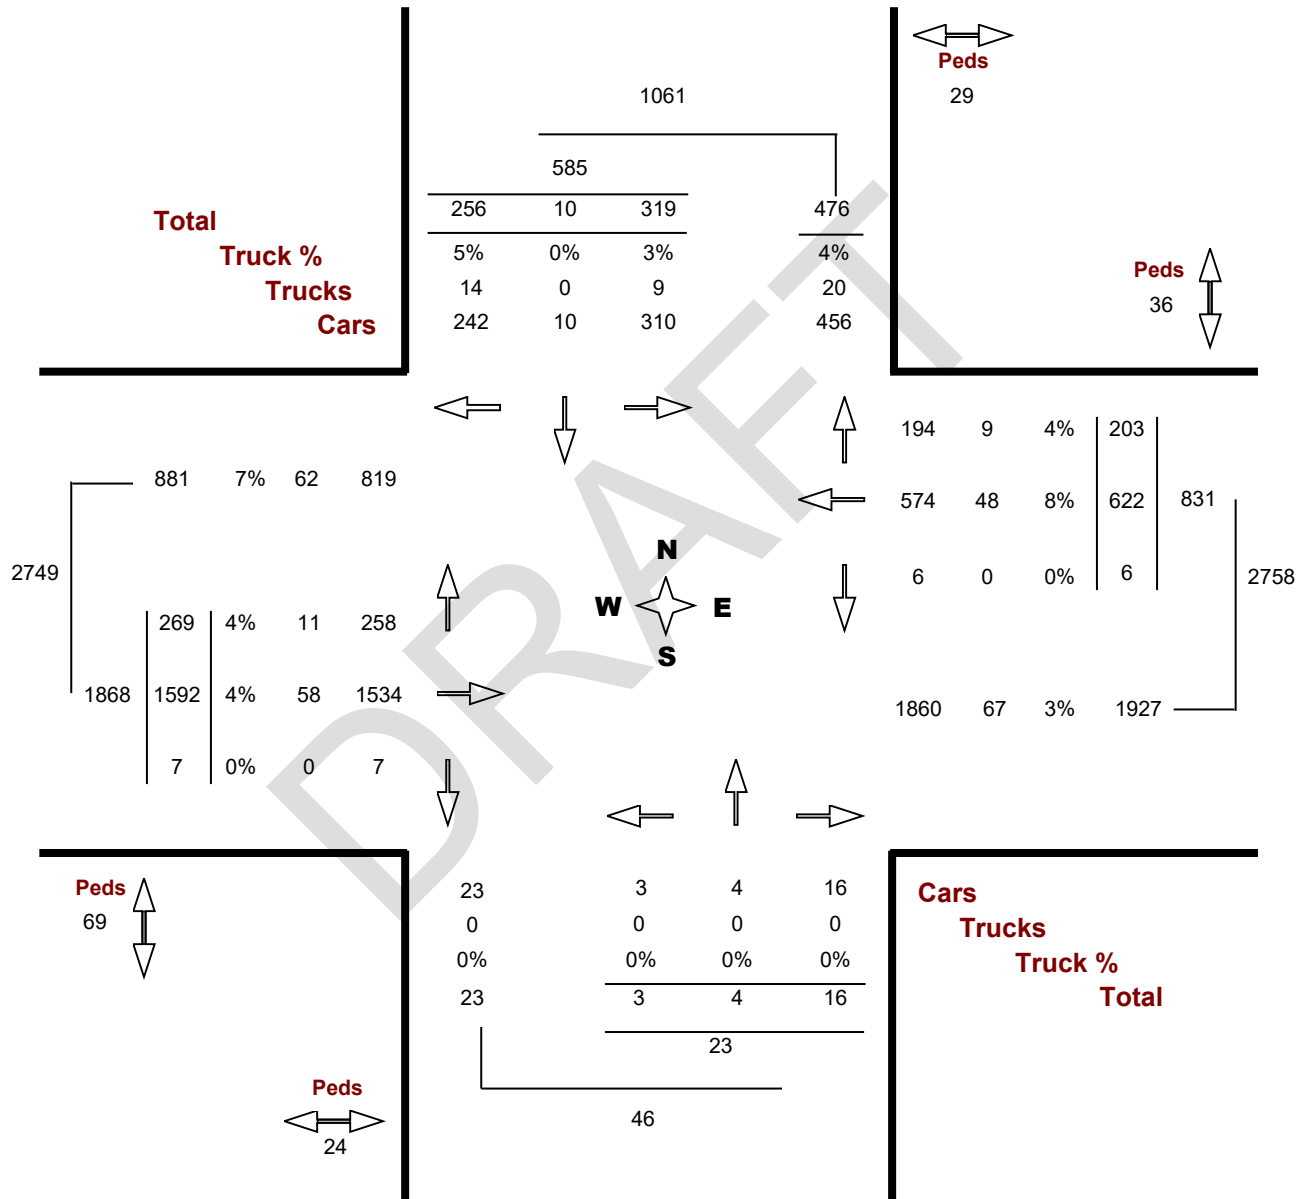 Peds
1061
29
585
256 10 319 476
Total
5% 0% 3% 4%
Truck %
Peds
14 0 9 20
Trucks
36
242 10 310 456
Cars
194 9 4% 203
881 7% 62 819
574 48 8% 622 831
N
2749
6 0 0% 6 2758
W E
269 4% 11 258
S
1868 1592 4% 58 1534
1860 67 3% 1927
7 0% 0 7
DRAFT
Peds
23 3 4 16
Cars
69
0 0 0 0
Trucks
0% 0% 0% 0%
Truck %
23 3 4 16
Total
23
Peds
46
24